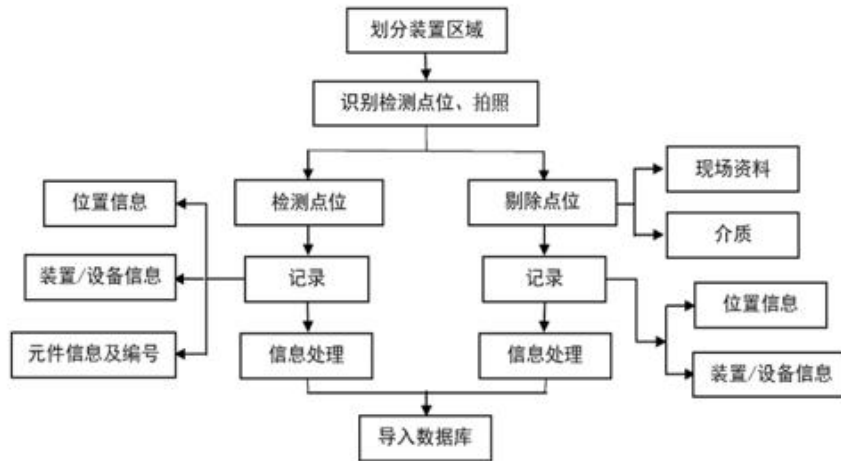 划分装置区域
识别检测点位、拍照
现场资料
位置信息
检测点位
剔除点位
介质
装置/设备信息
记录
记录
位置信息
元件信息及编号
信息处理
信息处理
装置/设备信息
导入数据库